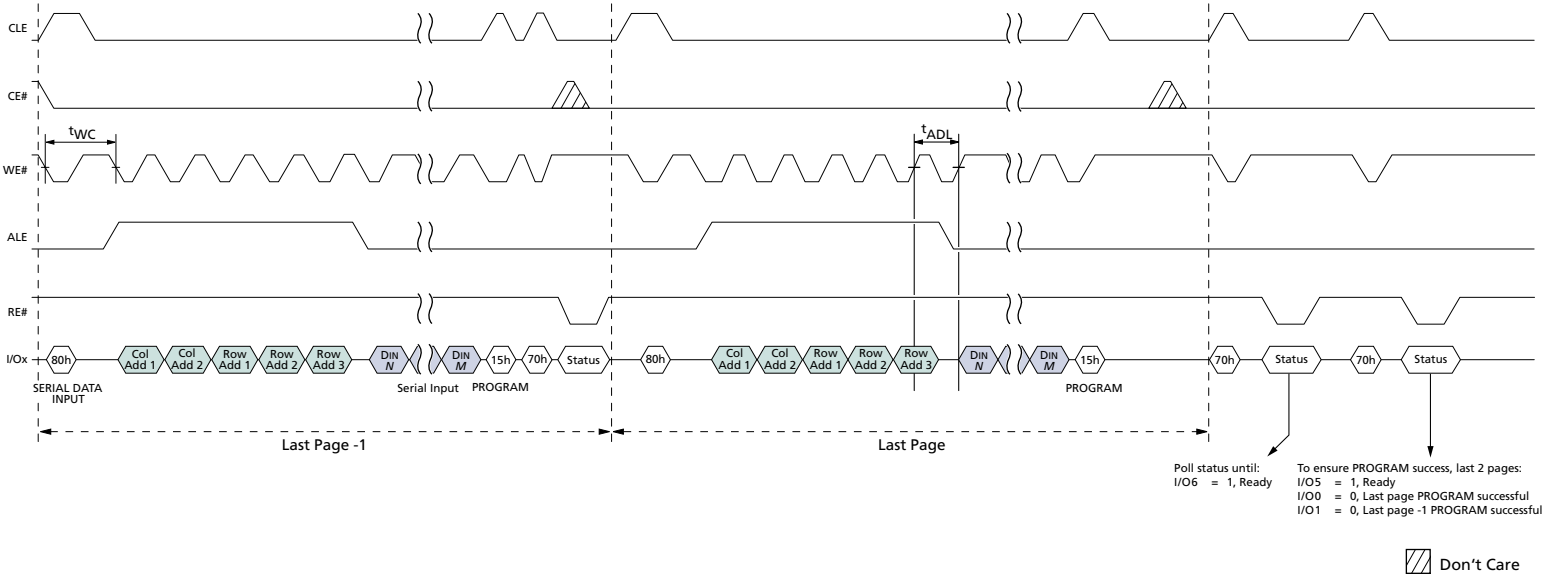 CLE
CE#
tWC
tADL
WE#
ALE
RE#
I/Ox
80h
Col Add 1
Col Add 2
Row Add 1
Row Add 2
Row Add 3
DIN N
DIN M
15h
70h
Status
80h
Col Add 1
Col Add 2
Row Add 1
Row Add 2
Row Add 3
DIN N
DIN M
15h
70h
Status
70h
Status
SERIAL DATA
INPUT
Serial Input
PROGRAM
PROGRAM
Last Page -1
Last Page
Poll status until:
I/O6 = 1, Ready
To ensure PROGRAM success, last 2 pages:
I/O5 = 1, Ready
I/O0 = 0, Last page PROGRAM successful
I/O1 = 0, Last page -1 PROGRAM successful
Don't Care